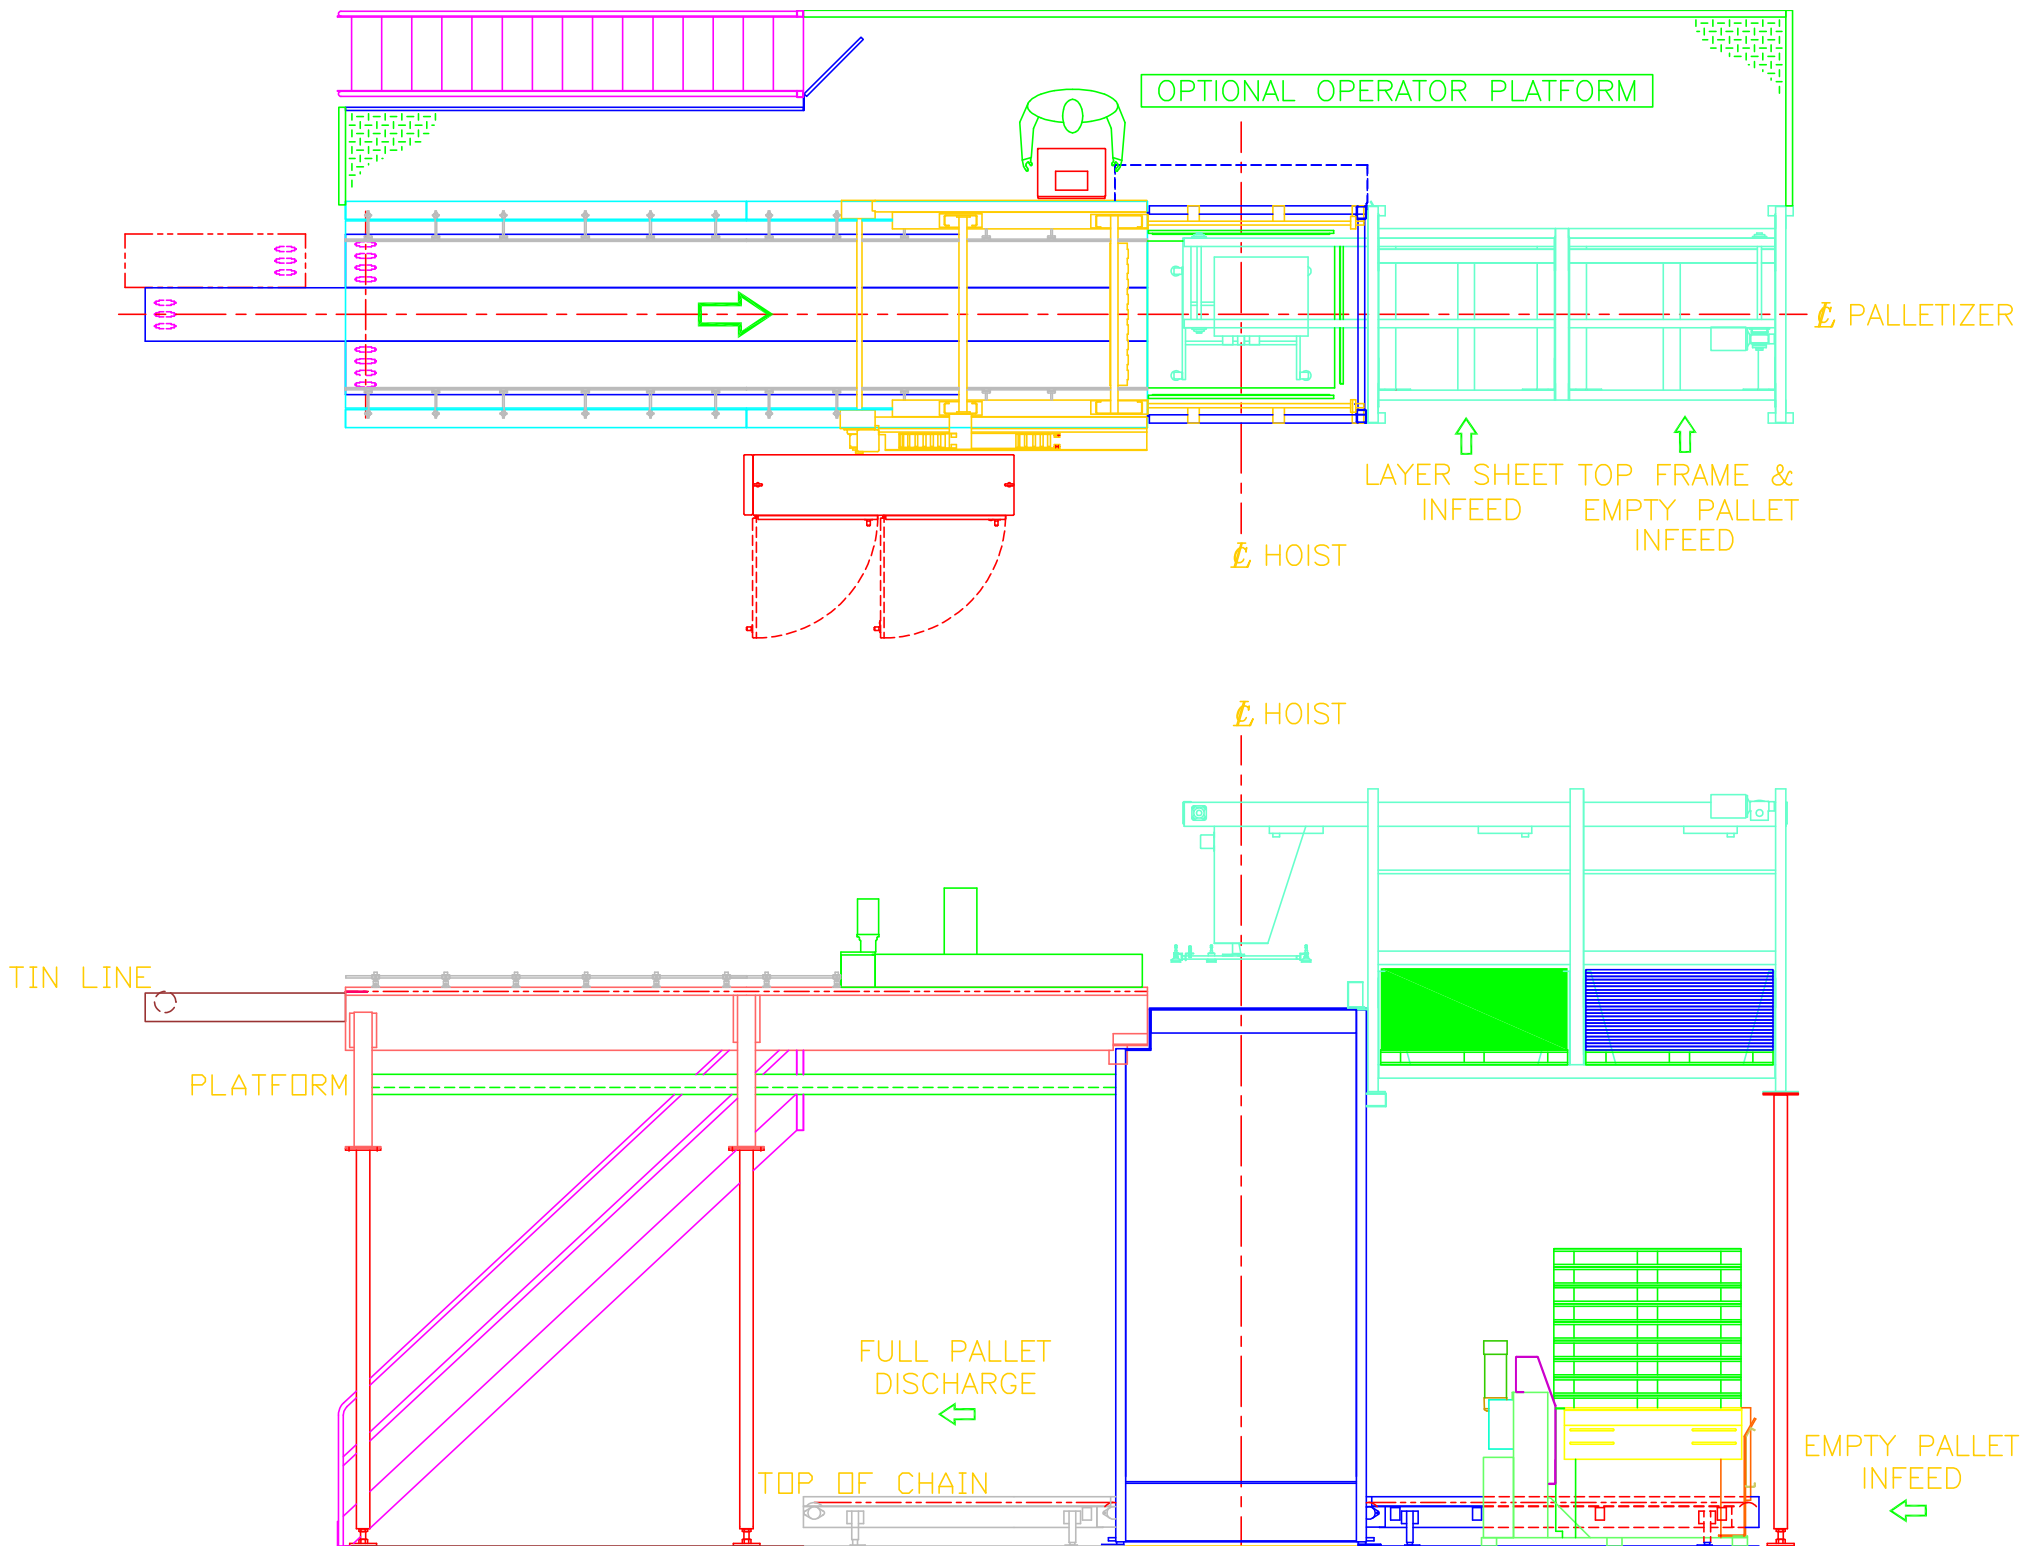 OPTIONAL OPERATOR PLATFORM
℄ PALLETIZER
LAYER SHEET
INFEED
TOP FRAME &
EMPTY PALLET
INFEED
℄ HOIST
℄ HOIST
TIN LINE
PLATFORM
FULL PALLET
DISCHARGE
TOP OF CHAIN
EMPTY PALLET
INFEED